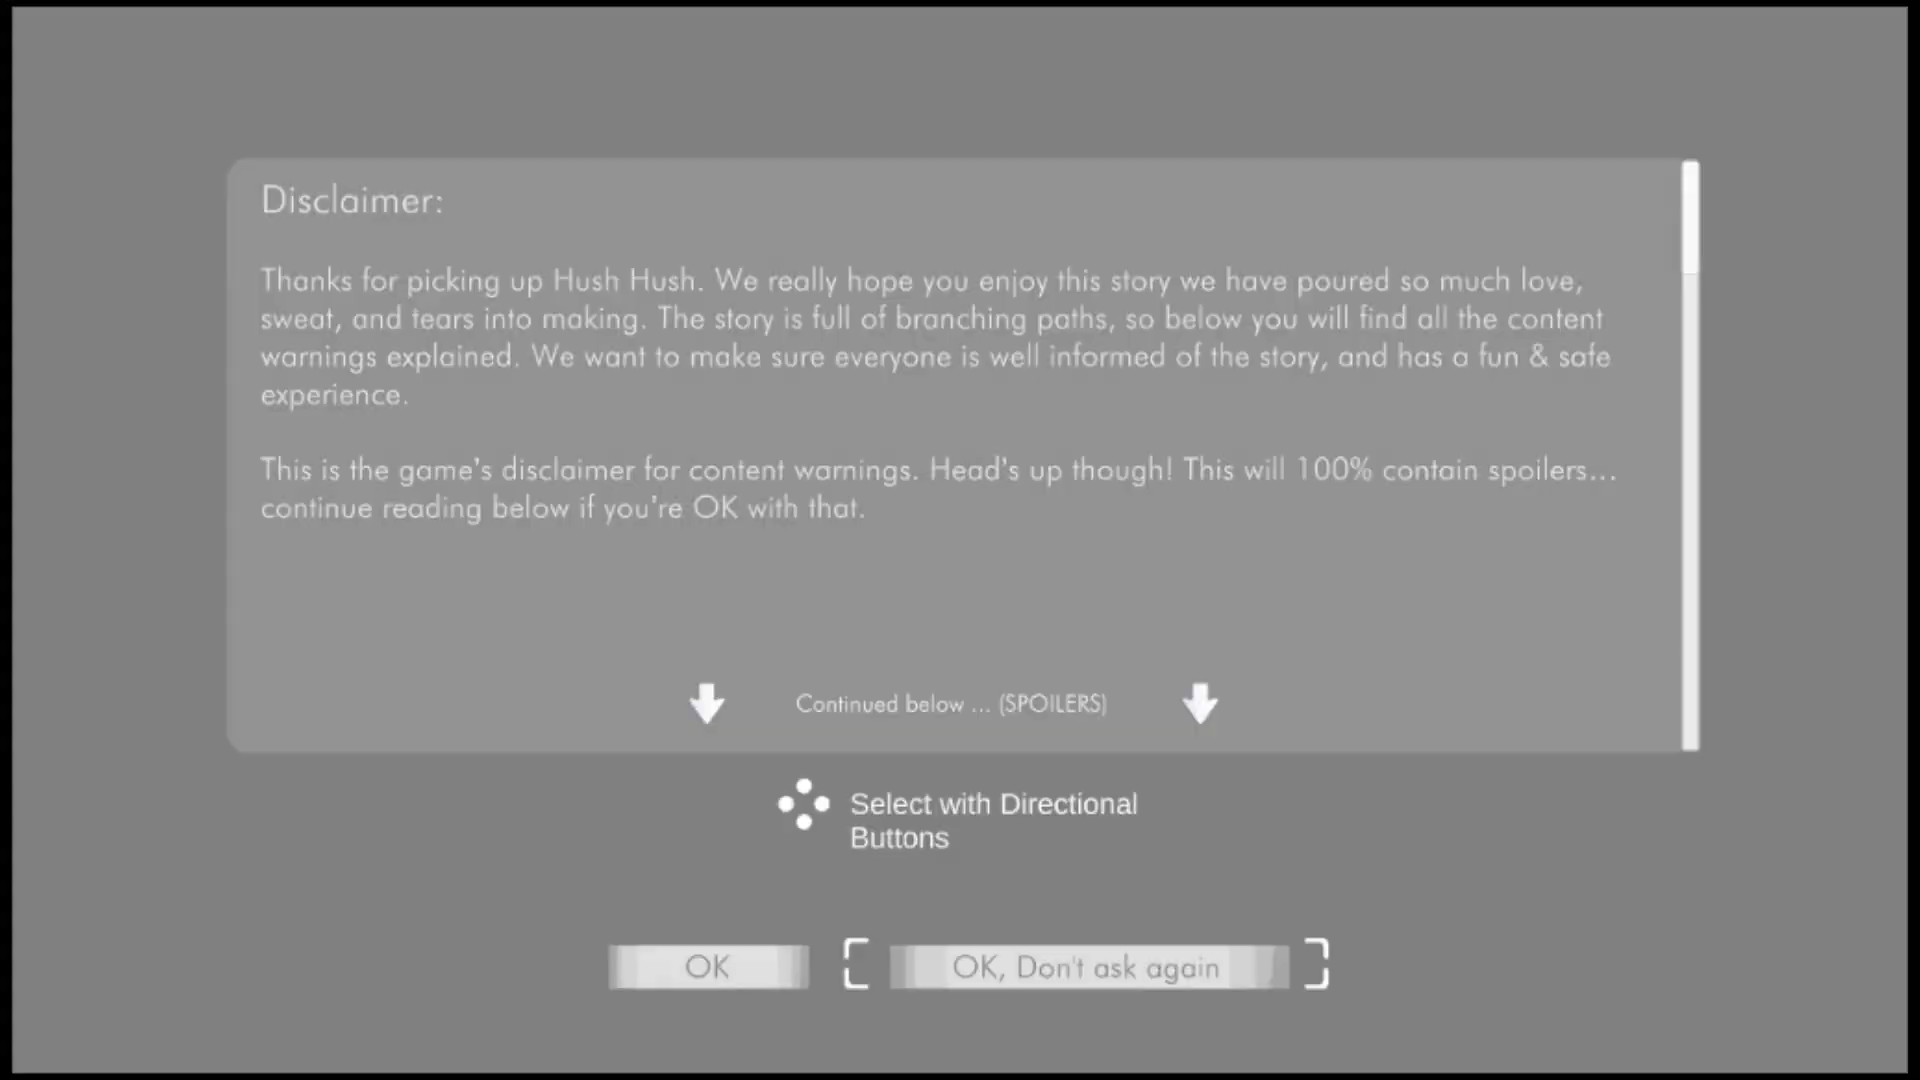 Disclaimer:
Thanks for picking up Hush Hush. We really hope you enjoy this story we have poured so much love,
sweat, and tears into making. The story is full of branching paths, so below you will find all the content
warnings explained. We want to make sure everyone is well informed of the story, and has a fun & safe
experience.
This is the game's disclaimer for content warnings. Head's up though! This will 100% contain spoilers...
continue reading below if you're OK with that.
Continued below ... (SPOILERS)
Select with Directional
Buttons
OK
OK, Don't ask again